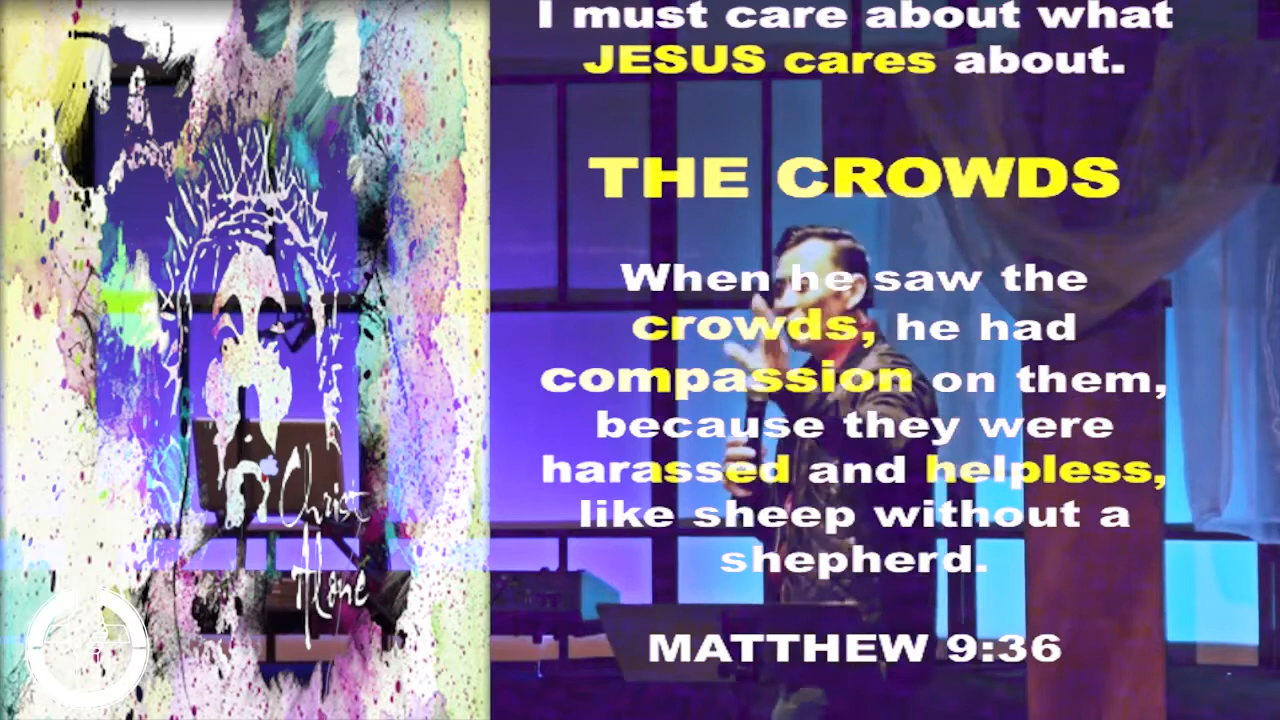 I must care about what
JESUS cares about.
THE CROWDS
When he saw the
crowds, he had
compassion on them,
because they were
harassed and helpless,
like sheep without a
shepherd.
MATTHEW 9:36
Christ
Alone